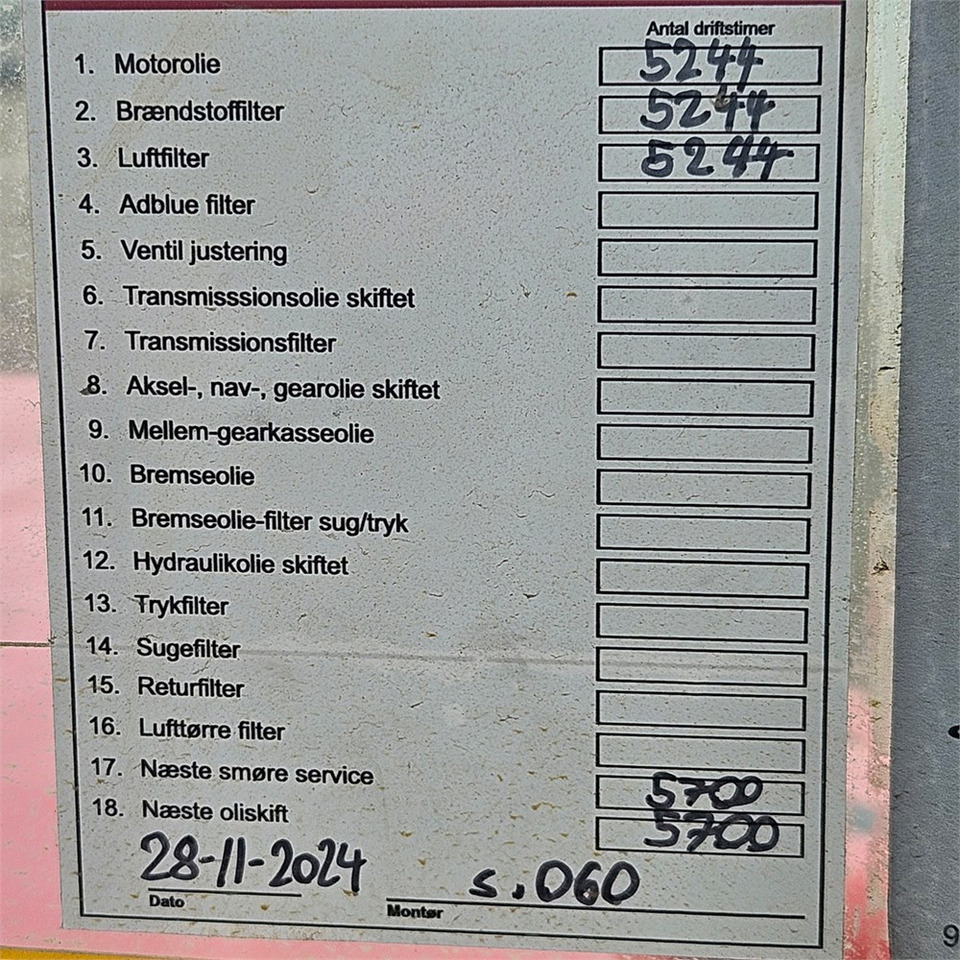 Antal driftstimer
1. Motorolie 5244
2. Brændstoffilter 5244
3. Luftfilter 5244
4. Adblue filter
5. Ventil justering
6. Transmisssionsolie skiftet
7. Transmissionsfilter
8. Aksel-, nav-, gearolie skiftet
9. Mellem-gearkasseolie
10. Bremseolie
11. Bremseolie-filter sug/tryk
12. Hydraulikolie skiftet
13. Trykfilter
14. Sugefilter
15. Returfilter
16. Lufttørre filter
17. Næste smøre service 5700
18. Næste oliskift 5700
28-11-2024 s.060
Dato Montør
9